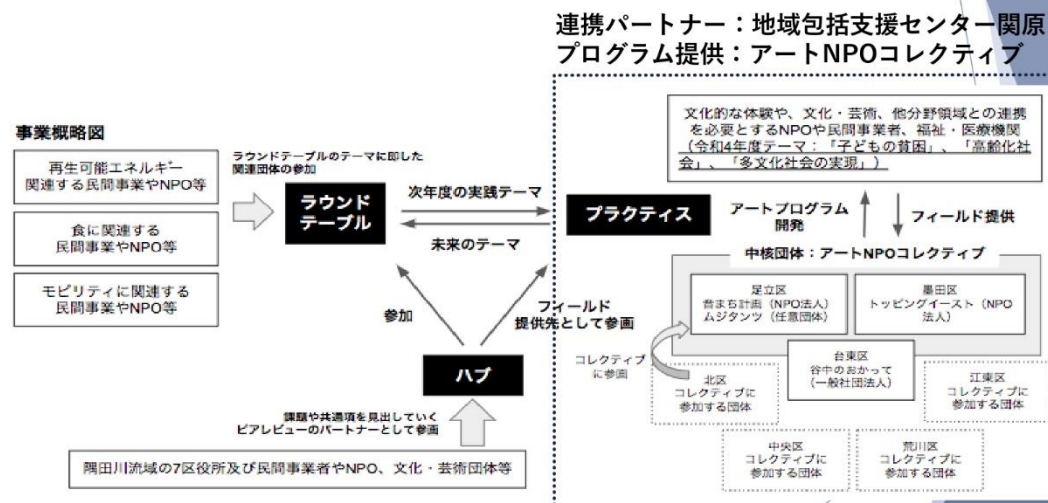 連携パートナー：地域包括支援センター関原
プログラム提供：アートNPOコレクティブ
事業概略図
再生可能エネルギー
関連する民間事業やNPO等
食に関連する
民間事業やNPO等
モビリティに関連する
民間事業やNPO等
ラウンドテーブルのテーマに即した
関連団体の参加
ラウンド
テーブル
次年度の実践テーマ
未来のテーマ
プラクティス
参加
フィールド
提供先として参画
ハブ
課題や共通項を見出していく
ピアレビューのパートナーとして参画
隅田川流域の7区役所及び民間事業者やNPO、文化・芸術団体等
文化的な体験や、文化・芸術、他分野領域との連携
を必要とするNPOや民間事業者、福祉・医療機関
（令和4年度テーマ：「子どもの貧困」、「高齢化社
会」、「多文化社会の実現」）
アートプログラム
開発
フィールド提供
中核団体：アートNPOコレクティブ
足立区
音まち計画（NPO法人）
ムジタンツ（任意団体）
墨田区
トッピングイースト（NPO
法人）
台東区
谷中のおかって
（一般社団法人）
コレクティブ
に参画
北区
コレクティブに
参加する団体
江東区
コレクティブに
参加する団体
中央区
コレクティブに
参加する団体
荒川区
コレクティブに
参加する団体